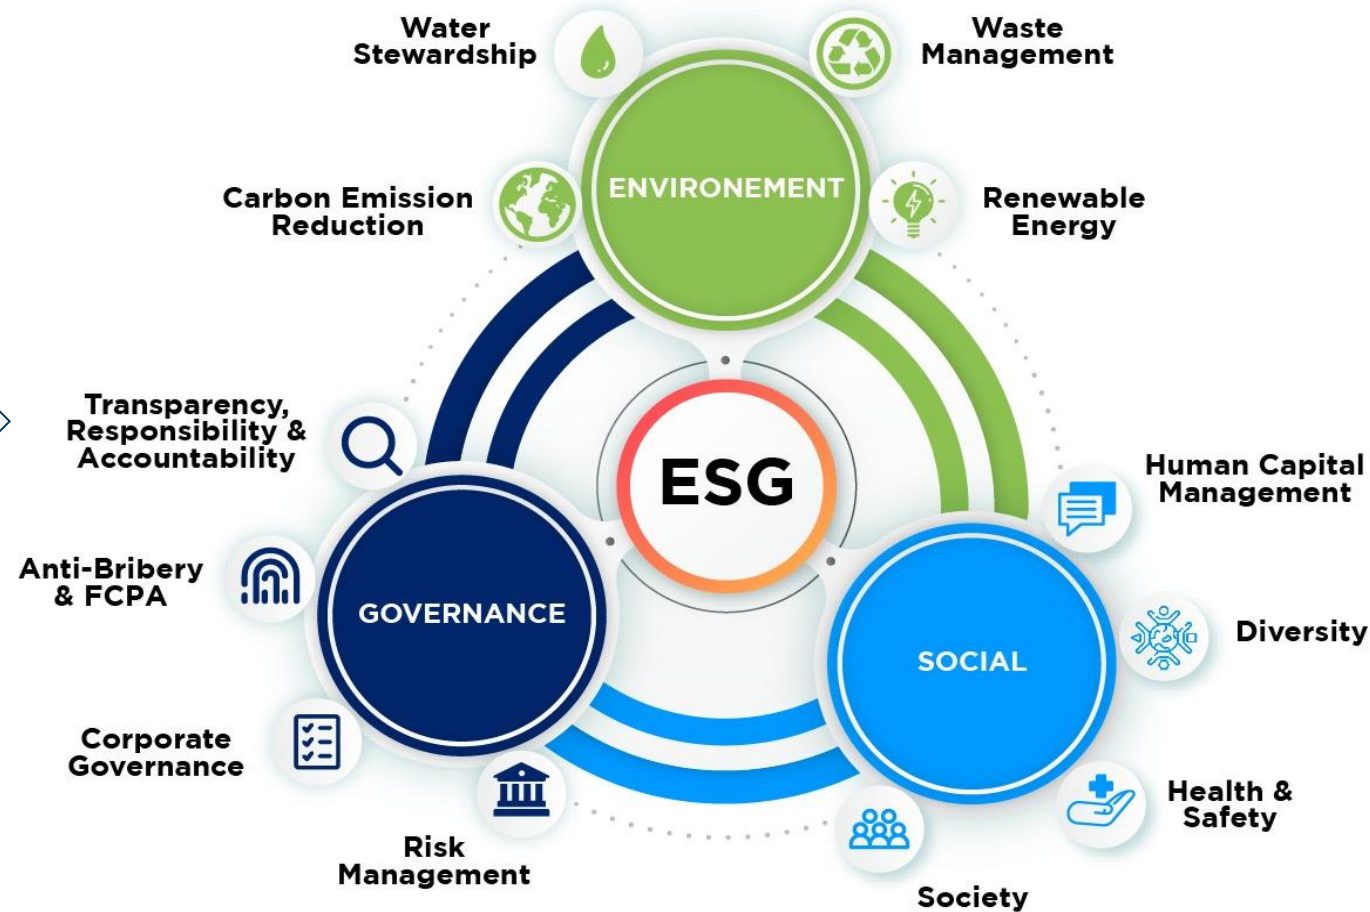 Water
Stewardship
Waste
Management
ENVIRONEMENT
Carbon Emission
Reduction
Renewable
Energy
Transparency,
Responsibility &
Accountability
ESG
Human Capital
Management
Anti-Bribery
& FCPA
GOVERNANCE
Diversity
SOCIAL
Corporate
Governance
Health &
Safety
Risk
Management
Society